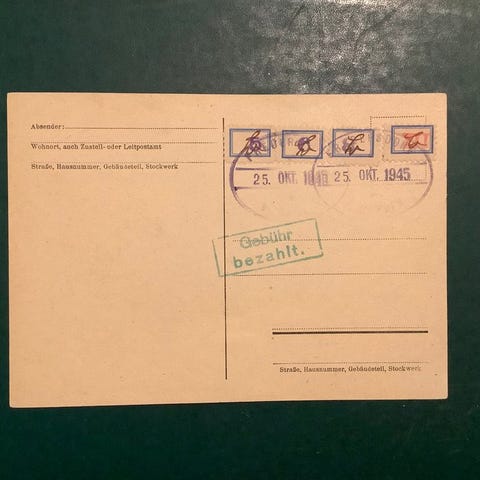 Absender:
Wohnort, auch Zustell- oder Leitpostamt
Straße, Hausnummer, Gebäudeteil, Stockwerk
25. OKT. 1945
25. OKT. 1945
Gebühr
bezahlt.
Straße, Hausnummer, Gebäudeteil, Stockwerk